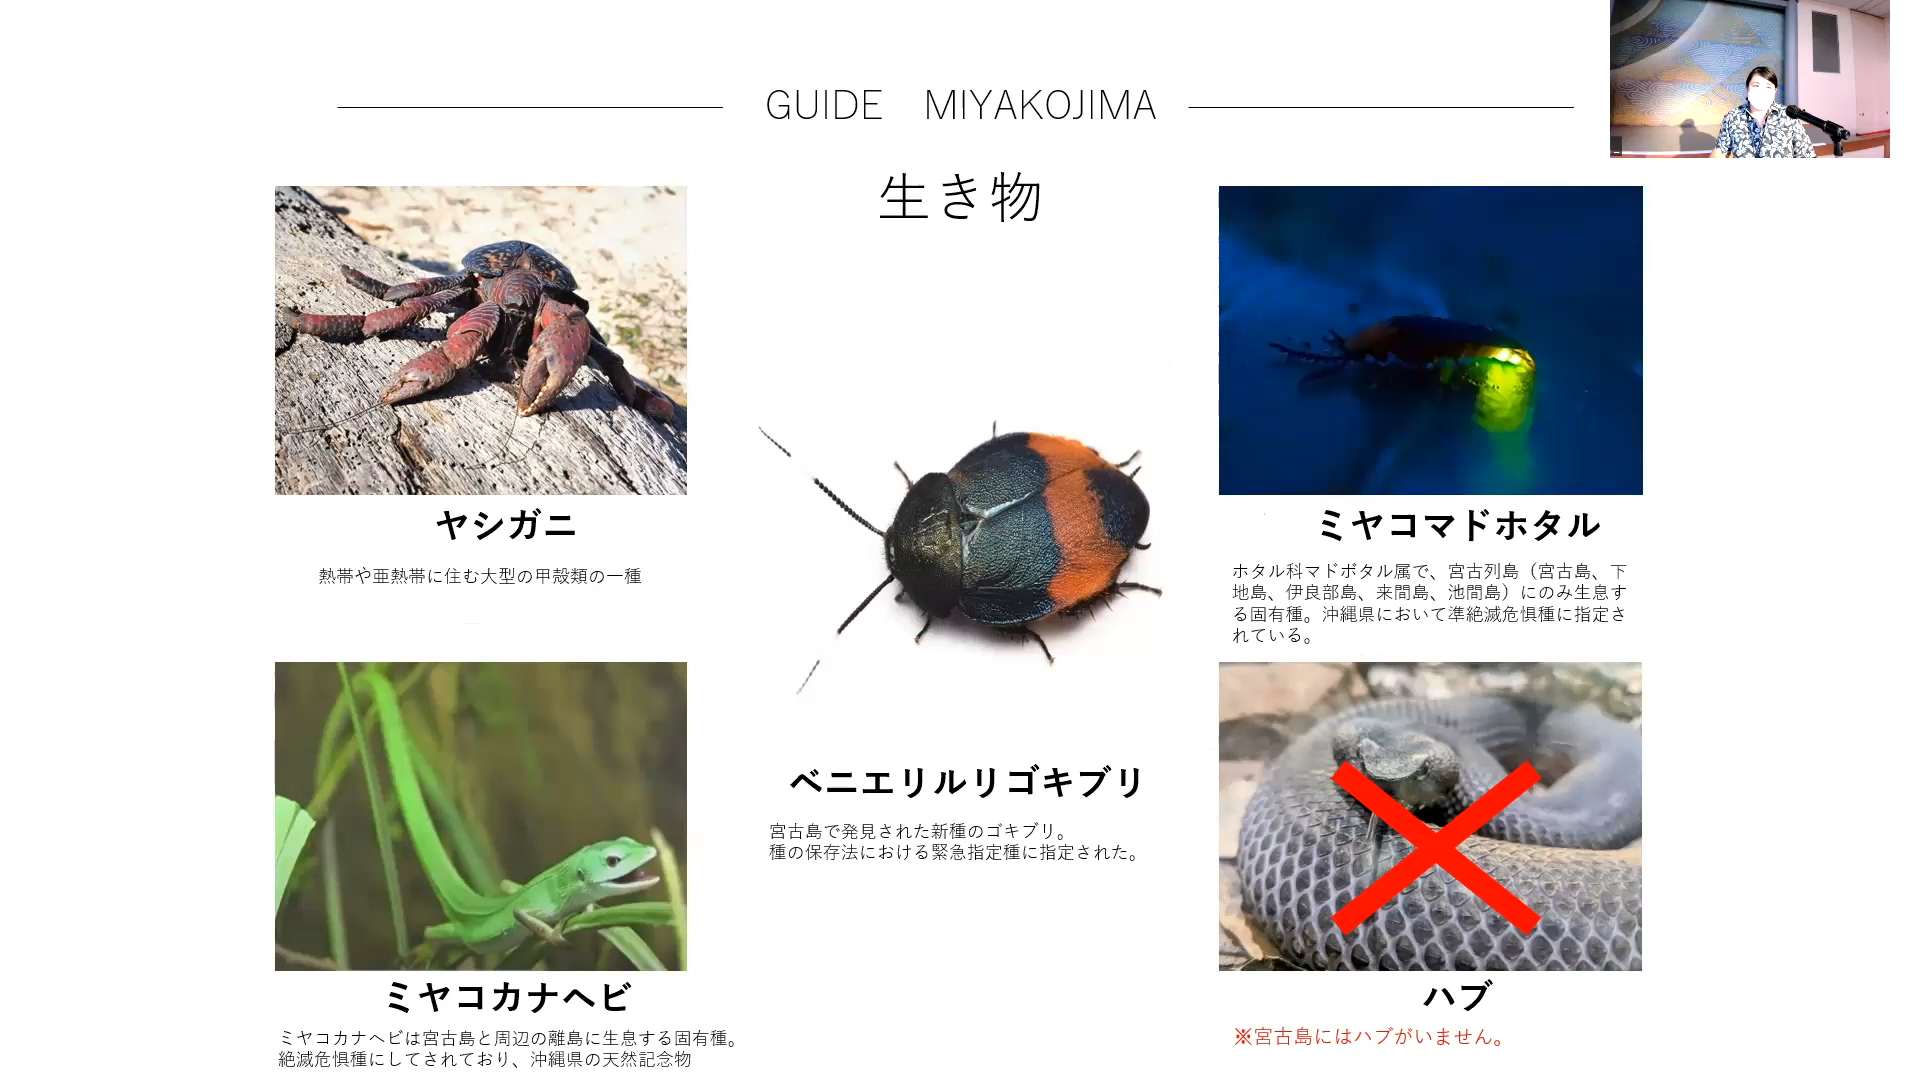 GUIDE　MIYAKOJIMA
生き物
ヤシガニ
熱帯や亜熱帯に住む大型の甲殻類の一種
ミヤコマドホタル
ホタル科マドボタル属で、宮古列島（宮古島、下
地島、伊良部島、来間島、池間島）にのみ生息す
る固有種。沖縄県において準絶滅危惧種に指定さ
れている。
ベニエリルリゴキブリ
宮古島で発見された新種のゴキブリ。
種の保存法における緊急指定種に指定された。
ミヤコカナヘビ
ミヤコカナヘビは宮古島と周辺の離島に生息する固有種。
絶滅危惧種にしてされており、沖縄県の天然記念物
ハブ
※宮古島にはハブがいません。